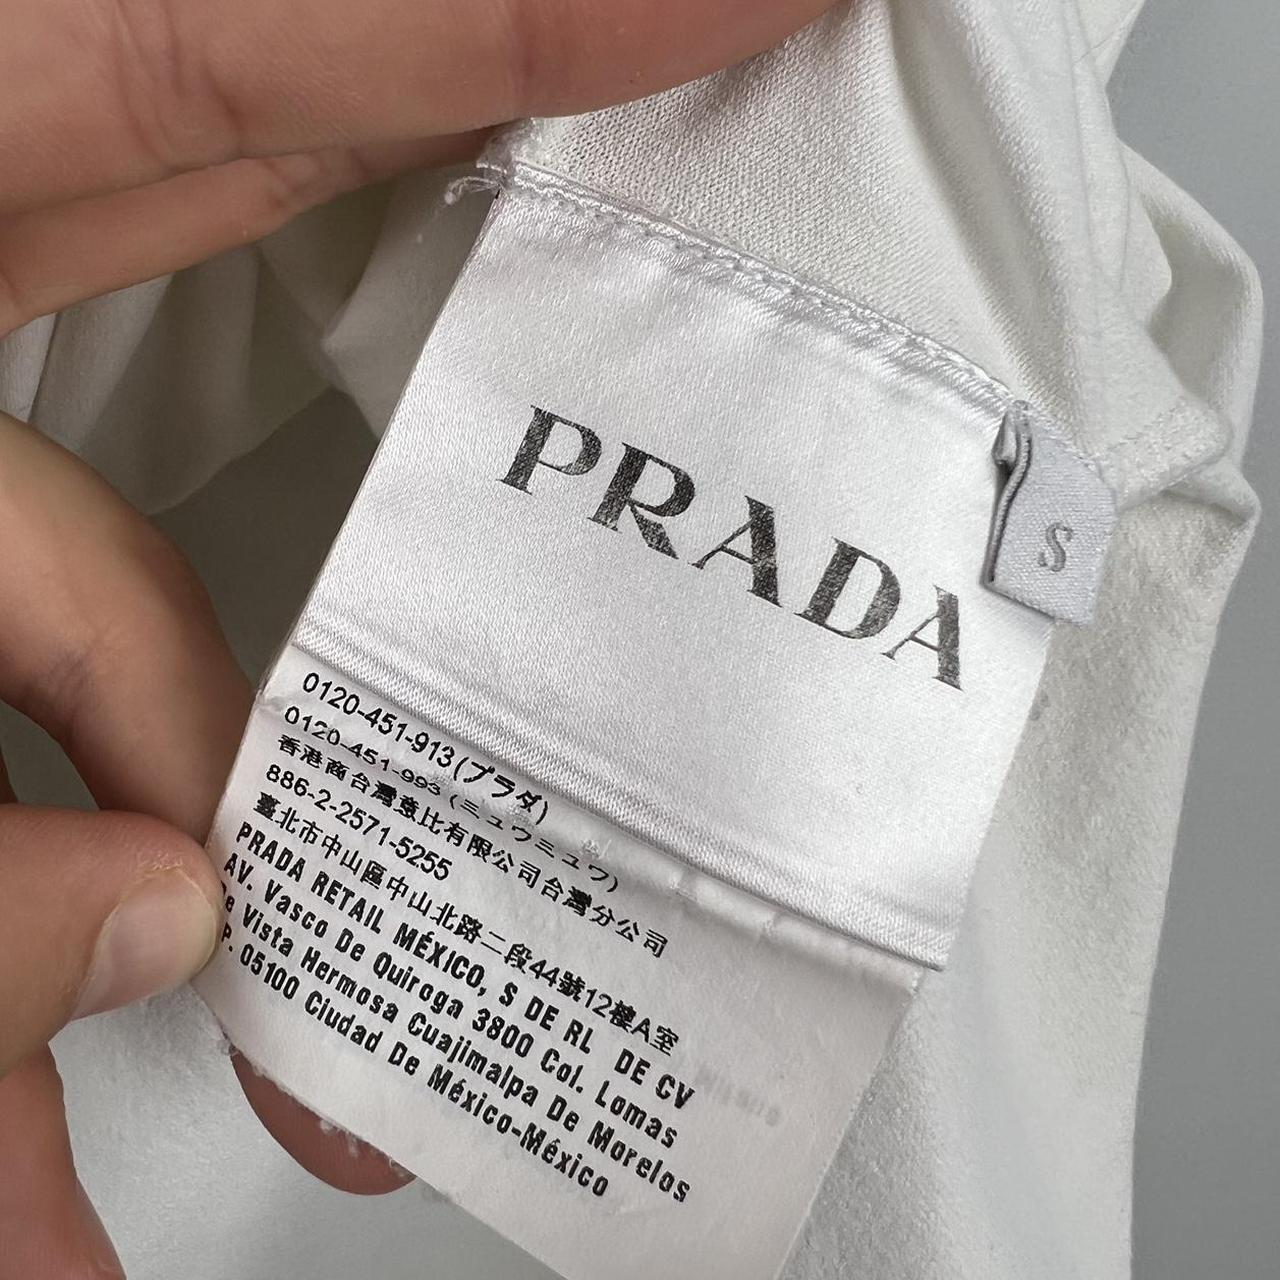 PRADA
S
0120-451-913(プラダ)
0120-451-993(ミュウミュウ)
香港商台灣意比有限公司台灣分公司
886-2-2571-5255
臺北市中山區中山北路二段44號12樓A室
PRADA RETAIL MÉXICO, S DE RL DE CV
AV. Vasco De Quiroga 3800 Col. Lomas
De Vista Hermosa Cuajimalpa De Morelos
P. 05100 Ciudad De México-México